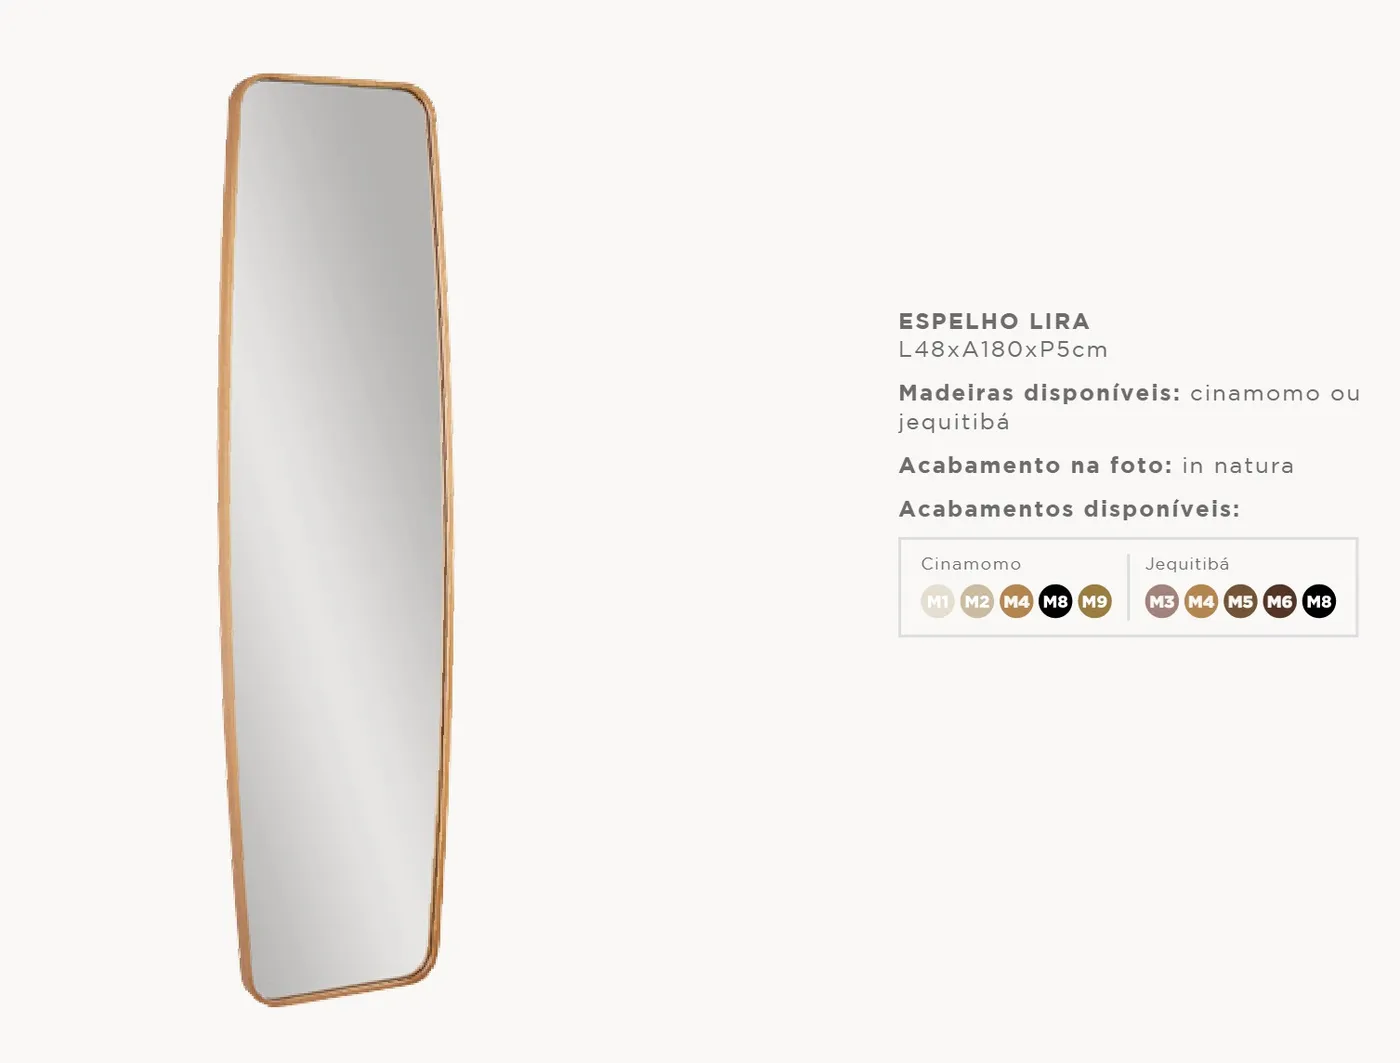 ESPELHO LIRA
L48xA180xP5cm
Madeiras disponíveis: cinamomo ou
jequitibá
Acabamento na foto: in natura
Acabamentos disponíveis:
Cinamomo
M1 M2 M4 M8 M9
Jequitibá
M3 M4 M5 M6 M8